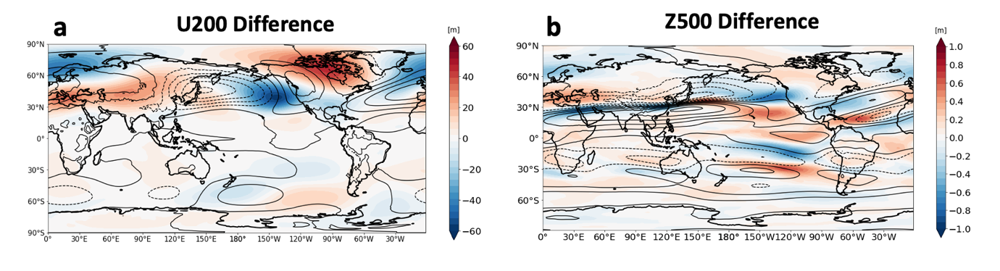 a U200 Difference
[m]
90°N
60°N
30°N
0°
30°S
60°S
90°S
0° 30°E 60°E 90°E 120°E 150°E 180° 150°W 120°W 90°W 60°W 30°W
60
40
20
0
−20
−40
−60
b Z500 Difference
[m]
90°N
60°N
30°N
0°
30°S
60°S
0° 30°E 60°E 90°E 120°E 150°E 180° 150°W 120°W 90°W 60°W 30°W
1.0
0.8
0.6
0.4
0.2
0.0
−0.2
−0.4
−0.6
−0.8
−1.0